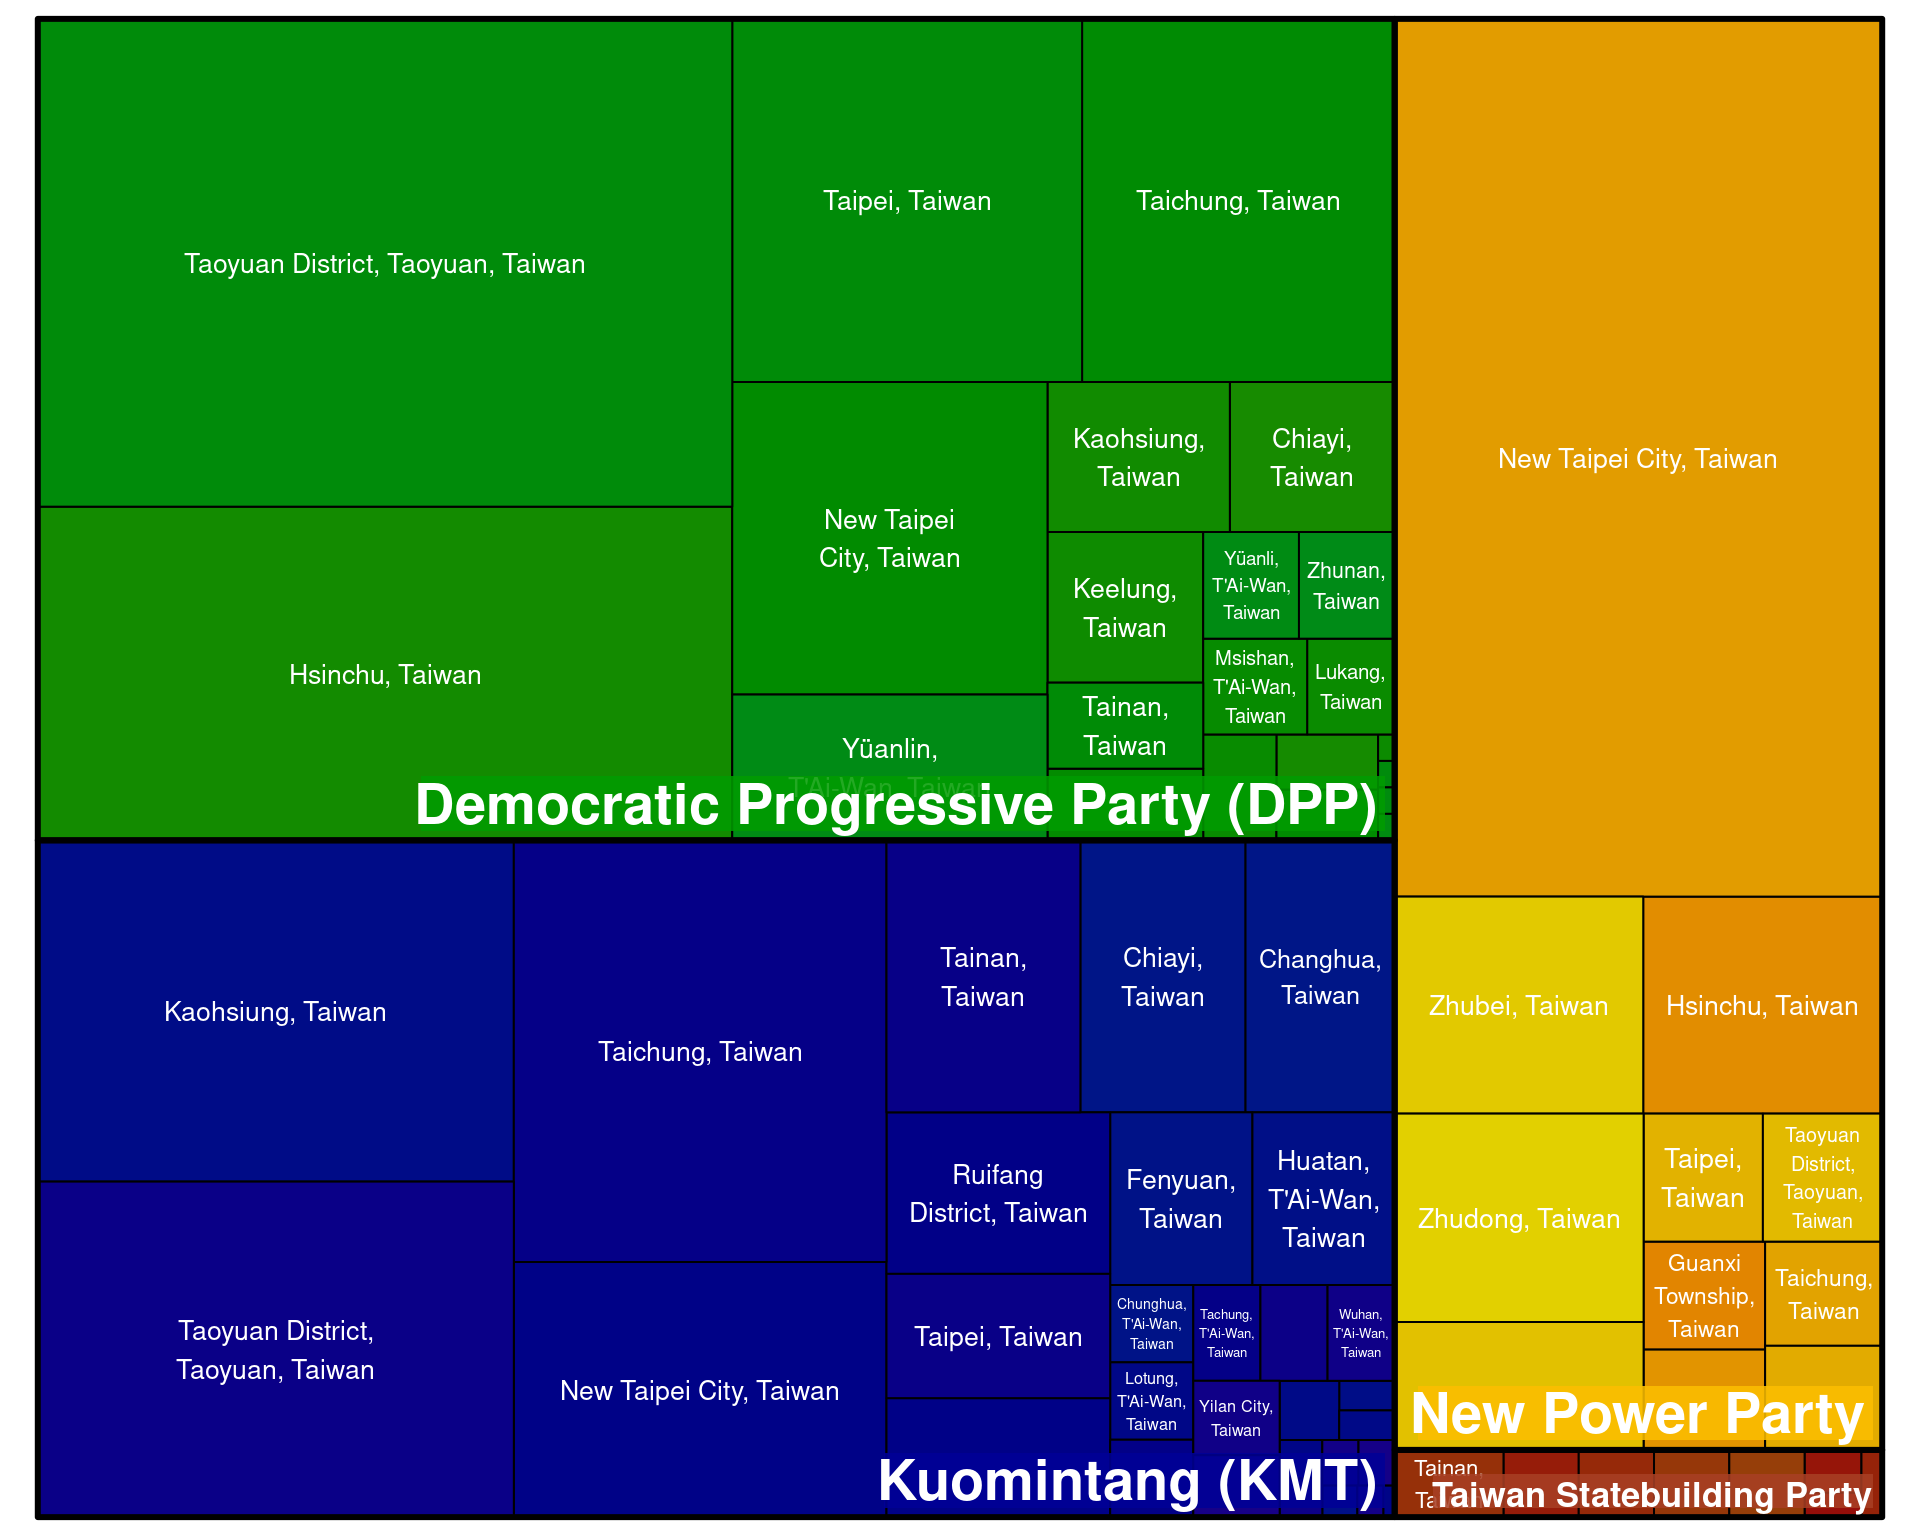 Taoyuan District, Taoyuan, Taiwan
Hsinchu, Taiwan
Taipei, Taiwan
Taichung, Taiwan
New Taipei
City, Taiwan
Yüanlin,
T'Ai-Wan, Taiwan
Kaohsiung,
Taiwan
Chiayi,
Taiwan
Keelung,
Taiwan
Tainan,
Taiwan
Yüanli,
T'Ai-Wan,
Taiwan
Zhunan,
Taiwan
Msishan,
T'Ai-Wan,
Taiwan
Lukang,
Taiwan
Democratic Progressive Party (DPP)
Kaohsiung, Taiwan
Taoyuan District,
Taoyuan, Taiwan
Taichung, Taiwan
New Taipei City, Taiwan
Tainan,
Taiwan
Chiayi,
Taiwan
Changhua,
Taiwan
Ruifang
District, Taiwan
Taipei, Taiwan
Fenyuan,
Taiwan
Huatan,
T'Ai-Wan,
Taiwan
Chunghua,
T'Ai-Wan,
Taiwan
Lotung,
T'Ai-Wan,
Taiwan
Tachung,
T'Ai-Wan,
Taiwan
Wuhan,
T'Ai-Wan,
Taiwan
Yilan City,
Taiwan
Kuomintang (KMT)
New Taipei City, Taiwan
Zhubei, Taiwan
Hsinchu, Taiwan
Zhudong, Taiwan
Taipei,
Taiwan
Taoyuan
District,
Taoyuan,
Taiwan
Guanxi
Township,
Taiwan
Taichung,
Taiwan
New Power Party
Tainan,
Taiwan Statebuilding Party